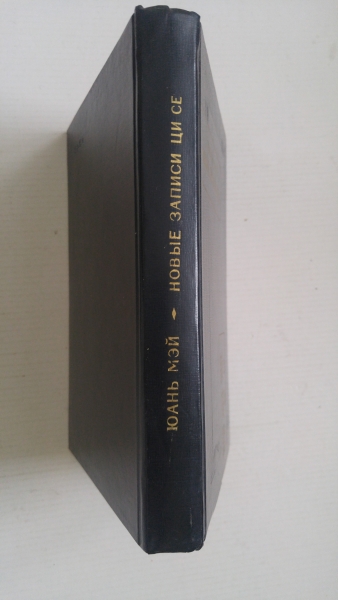 ЮАНЬ МЭЙ ♦ НОВЫЕ ЗАПИСИ ЦИ СЕ